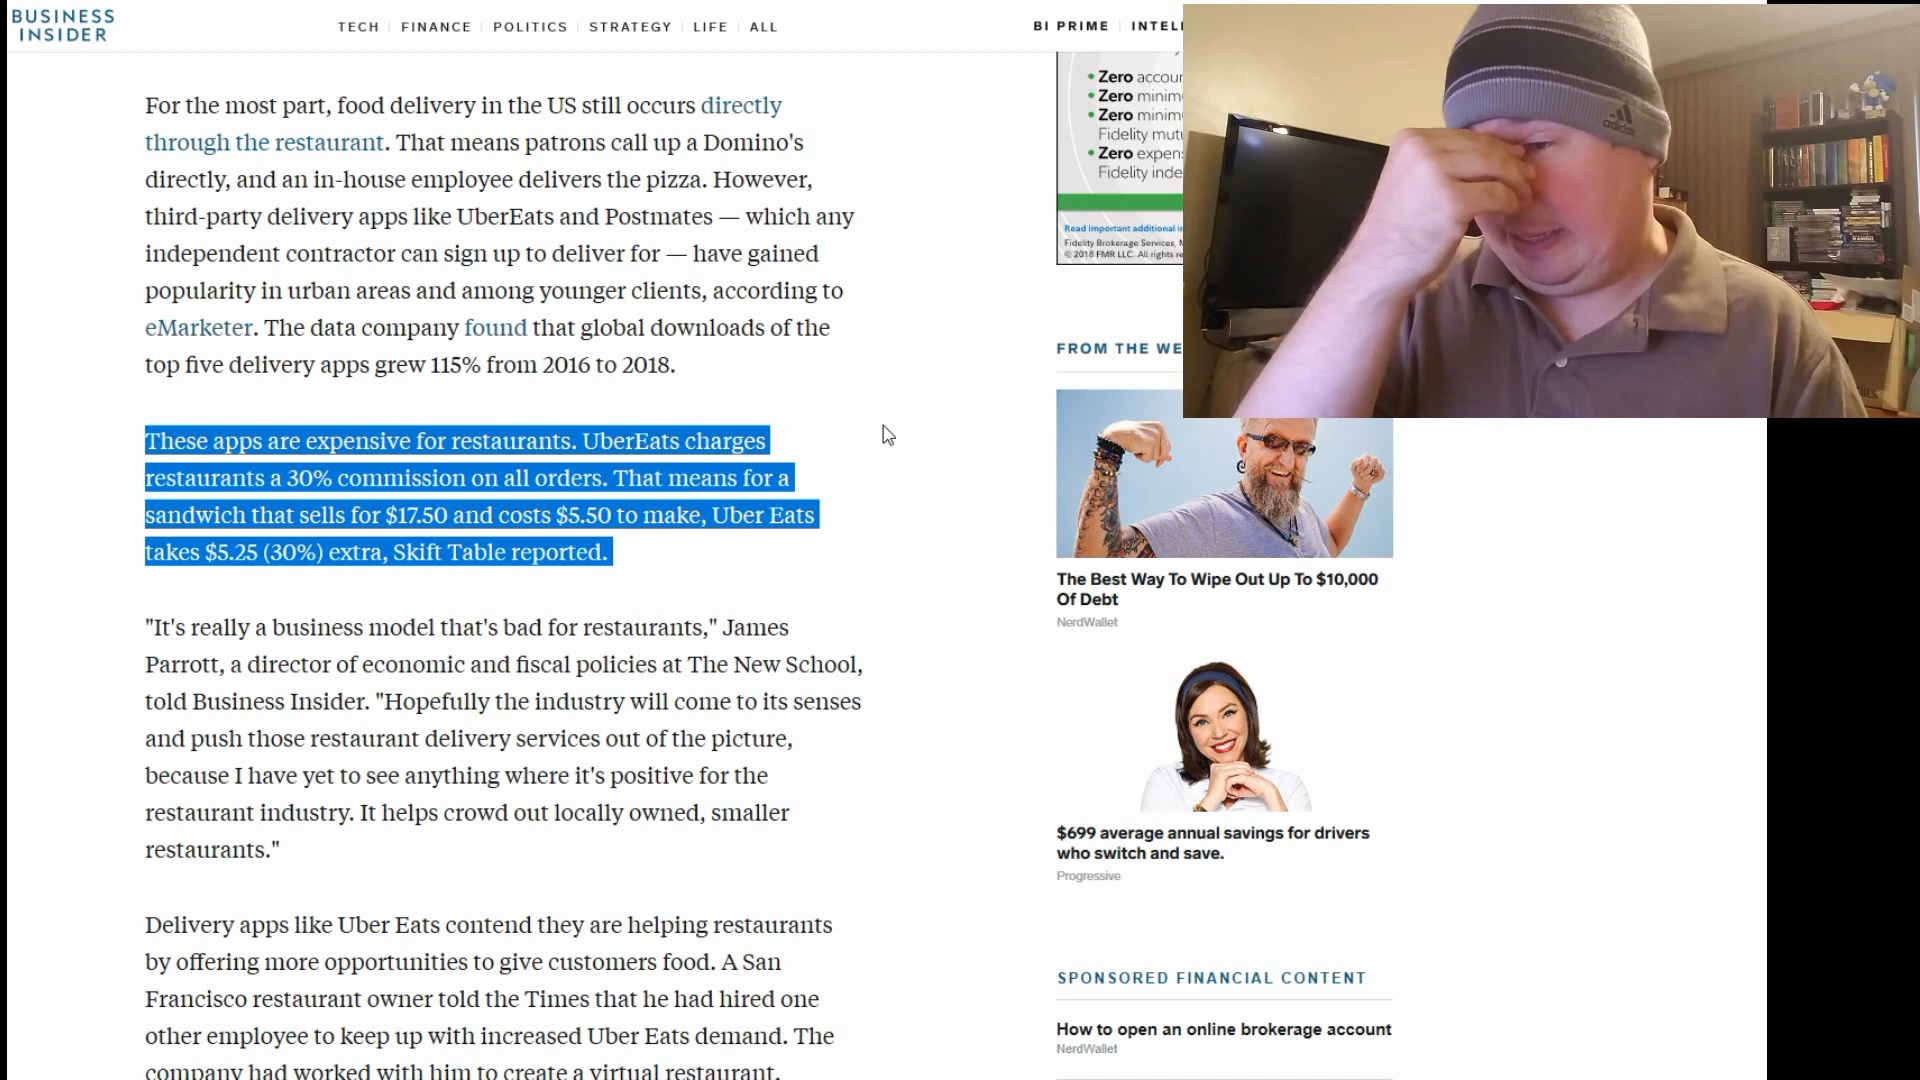 BUSINESS
INSIDER
TECH FINANCE POLITICS STRATEGY LIFE ALL
BI PRIME
For the most part, food delivery in the US still occurs directly
through the restaurant. That means patrons call up a Domino's
directly, and an in-house employee delivers the pizza. However,
third-party delivery apps like UberEats and Postmates — which any
independent contractor can sign up to deliver for — have gained
popularity in urban areas and among younger clients, according to
eMarketer. The data company found that global downloads of the
top five delivery apps grew 115% from 2016 to 2018.
These apps are expensive for restaurants. UberEats charges
restaurants a 30% commission on all orders. That means for a
sandwich that sells for $17.50 and costs $5.50 to make, Uber Eats
takes $5.25 (30%) extra, Skift Table reported.
"It's really a business model that's bad for restaurants," James
Parrott, a director of economic and fiscal policies at The New School,
told Business Insider. "Hopefully the industry will come to its senses
and push those restaurant delivery services out of the picture,
because I have yet to see anything where it's positive for the
restaurant industry. It helps crowd out locally owned, smaller
restaurants."
Delivery apps like Uber Eats contend they are helping restaurants
by offering more opportunities to give customers food. A San
Francisco restaurant owner told the Times that he had hired one
other employee to keep up with increased Uber Eats demand. The
company had worked with him to create a virtual restaurant,
• Zero
• Zero
• Zero
Fidelity
• Zero
Fidelity
Read important additional
Fidelity Brokerage Services,
© 2018 FMR LLC. All rights
FROM THE
adidas
The Best Way To Wipe Out Up To $10,000
Of Debt
NerdWallet
$699 average annual savings for drivers
who switch and save.
Progressive
SPONSORED FINANCIAL CONTENT
How to open an online brokerage account
NerdWallet